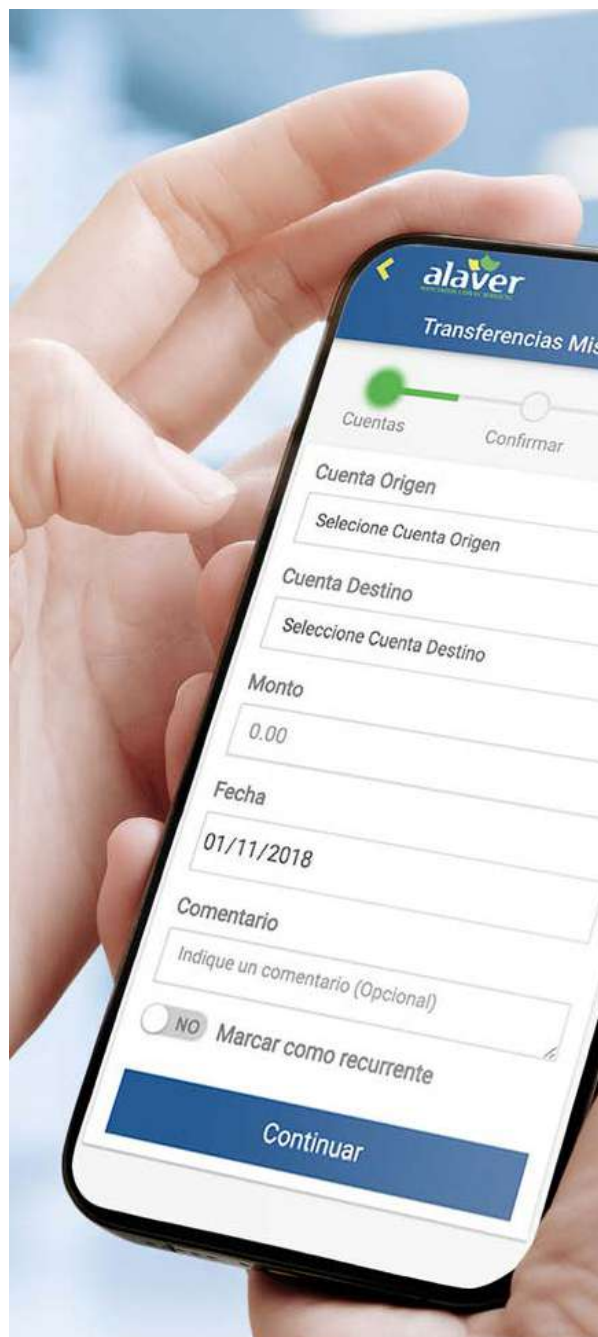 alaver
Transferencias Mis
Cuentas
Confirmar
Cuenta Origen
Selecione Cuenta Origen
Cuenta Destino
Seleccione Cuenta Destino
Monto
0.00
Fecha
01/11/2018
Comentario
Indique un comentario (Opcional)
NO Marcar como recurrente
Continuar